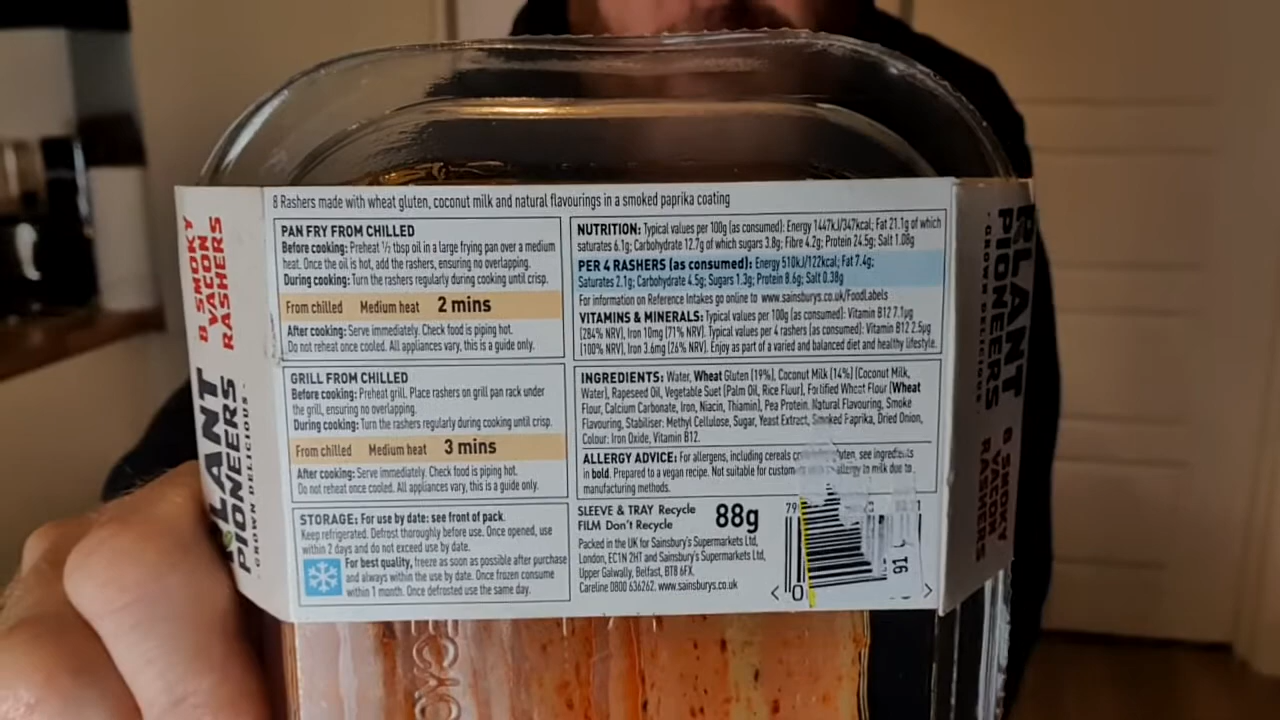 8 SMOKY
VACON
RASHERS
PLANT
PIONEERS
· GROWN DELICIOUS ·
8 Rashers made with wheat gluten, coconut milk and natural flavourings in a smoked paprika coating
PAN FRY FROM CHILLED
Before cooking: Preheat ½ tbsp oil in a large frying pan over a medium
heat. Once the oil is hot, add the rashers, ensuring no overlapping.
During cooking: Turn the rashers regularly during cooking until crisp.
From chilled Medium heat 2 mins
After cooking: Serve immediately. Check food is piping hot.
Do not reheat once cooled. All appliances vary, this is a guide only.
GRILL FROM CHILLED
Before cooking: Preheat grill. Place rashers on grill pan rack under
the grill, ensuring no overlapping.
During cooking: Turn the rashers regularly during cooking until crisp.
From chilled Medium heat 3 mins
After cooking: Serve immediately. Check food is piping hot.
Do not reheat once cooled. All appliances vary, this is a guide only.
STORAGE: For use by date: see front of pack.
Keep refrigerated. Defrost thoroughly before use. Once opened, use
within 2 days and do not exceed use by date.
For best quality, freeze as soon as possible after purchase
and always within the use by date. Once frozen consume
within 1 month. Once defrosted use the same day.
NUTRITION: Typical values per 100g (as consumed): Energy 1447kJ/347kcal; Fat 21.1g of which
saturates 6.1g; Carbohydrate 12.7g of which sugars 3.8g; Fibre 4.2g; Protein 24.5g; Salt 1.08g
PER 4 RASHERS (as consumed): Energy 510kJ/122kcal; Fat 7.4g;
Saturates 2.1g; Carbohydrate 4.5g; Sugars 1.3g; Protein 8.6g; Salt 0.38g
For information on Reference Intakes go online to www.sainsburys.co.uk/FoodLabels
VITAMINS & MINERALS: Typical values per 100g (as consumed): Vitamin B12 7.1µg
(284% NRV), Iron 10mg (71% NRV). Typical values per 4 rashers (as consumed): Vitamin B12 2.5µg
(100% NRV), Iron 3.6mg (26% NRV). Enjoy as part of a varied and balanced diet and healthy lifestyle.
INGREDIENTS: Water, Wheat Gluten (19%), Coconut Milk (14%) (Coconut Milk,
Water), Rapeseed Oil, Vegetable Suet (Palm Oil, Rice Flour), Fortified Wheat Flour (Wheat
Flour, Calcium Carbonate, Iron, Niacin, Thiamin), Pea Protein, Natural Flavouring, Smoke
Flavouring, Stabiliser: Methyl Cellulose, Sugar, Yeast Extract, Smoked Paprika, Dried Onion,
Colour: Iron Oxide, Vitamin B12.
ALLERGY ADVICE: For allergens, including cereals gluten, see ingredients
in bold. Prepared to a vegan recipe. Not suitable for allergy to milk due to
manufacturing methods.
SLEEVE & TRAY Recycle
FILM Don't Recycle
88g
Packed in the UK for Sainsbury's Supermarkets Ltd,
London, EC1N 2HT and Sainsbury's Supermarkets Ltd,
Upper Galwally, Belfast, BT8 6FX.
Careline 0800 636262. www.sainsburys.co.uk
79
< 0 >
91
PLANT
PIONEERS
· GROWN DELICIOUS ·
8 SMOKY
VACON
RASHERS